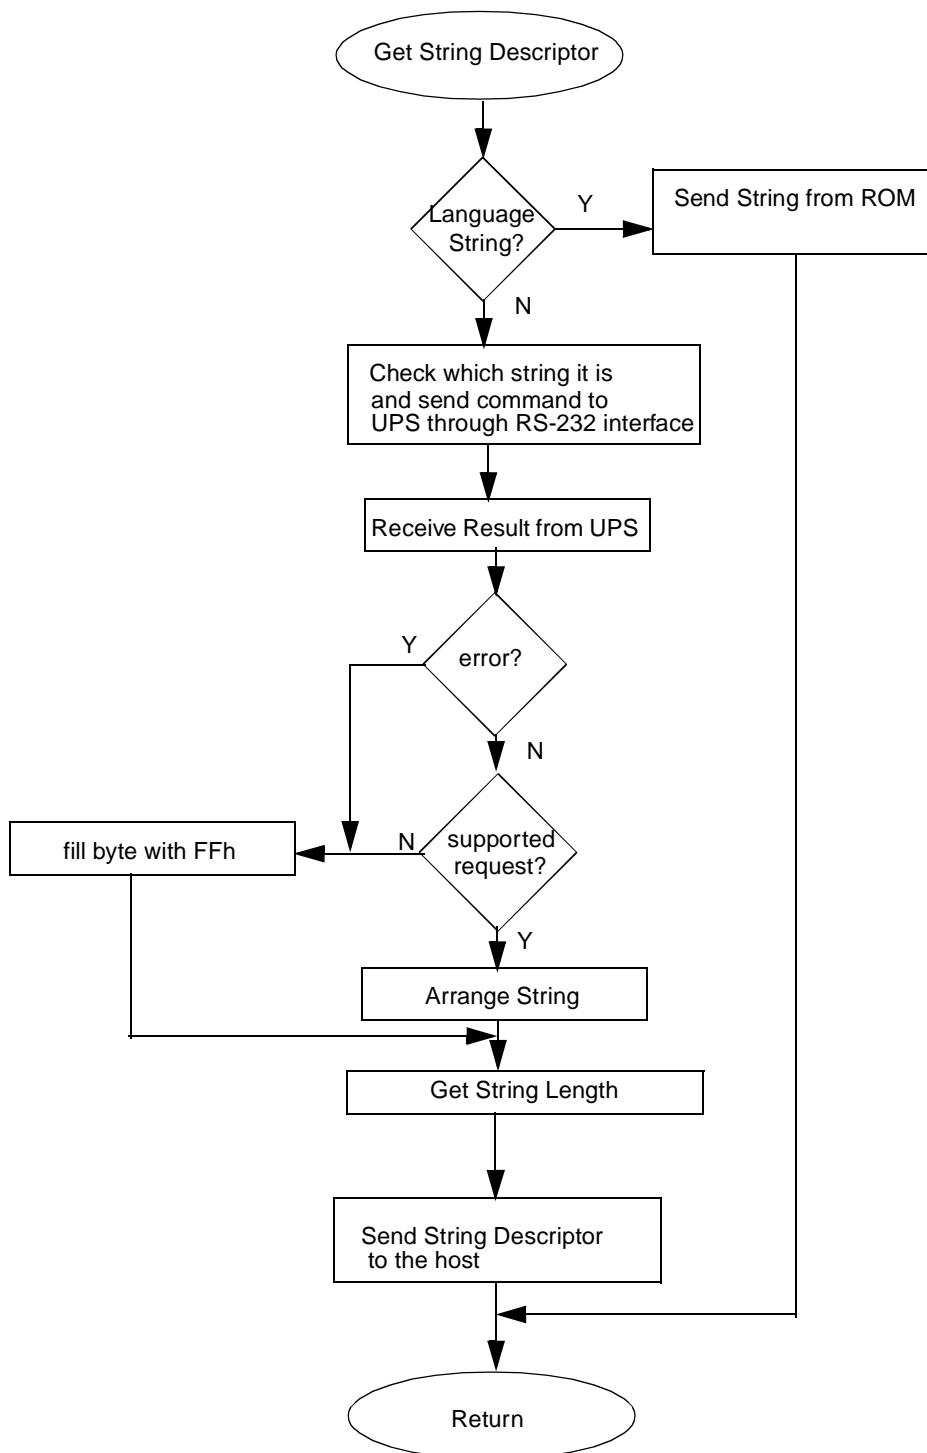 Get String Descriptor
Language
String?
Y
Send String from ROM
N
Check which string it is
and send command to
UPS through RS-232 interface
Receive Result from UPS
Y
error?
N
fill byte with FFh
N
supported
request?
Y
Arrange String
Get String Length
Send String Descriptor
to the host
Return